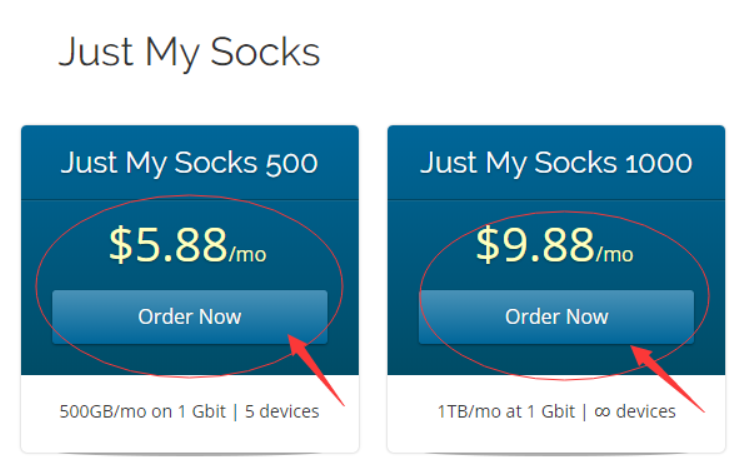 Just My Socks
Just My Socks 500
$5.88/mo
Order Now
500GB/mo on 1 Gbit | 5 devices
Just My Socks 1000
$9.88/mo
Order Now
1TB/mo at 1 Gbit | ∞ devices